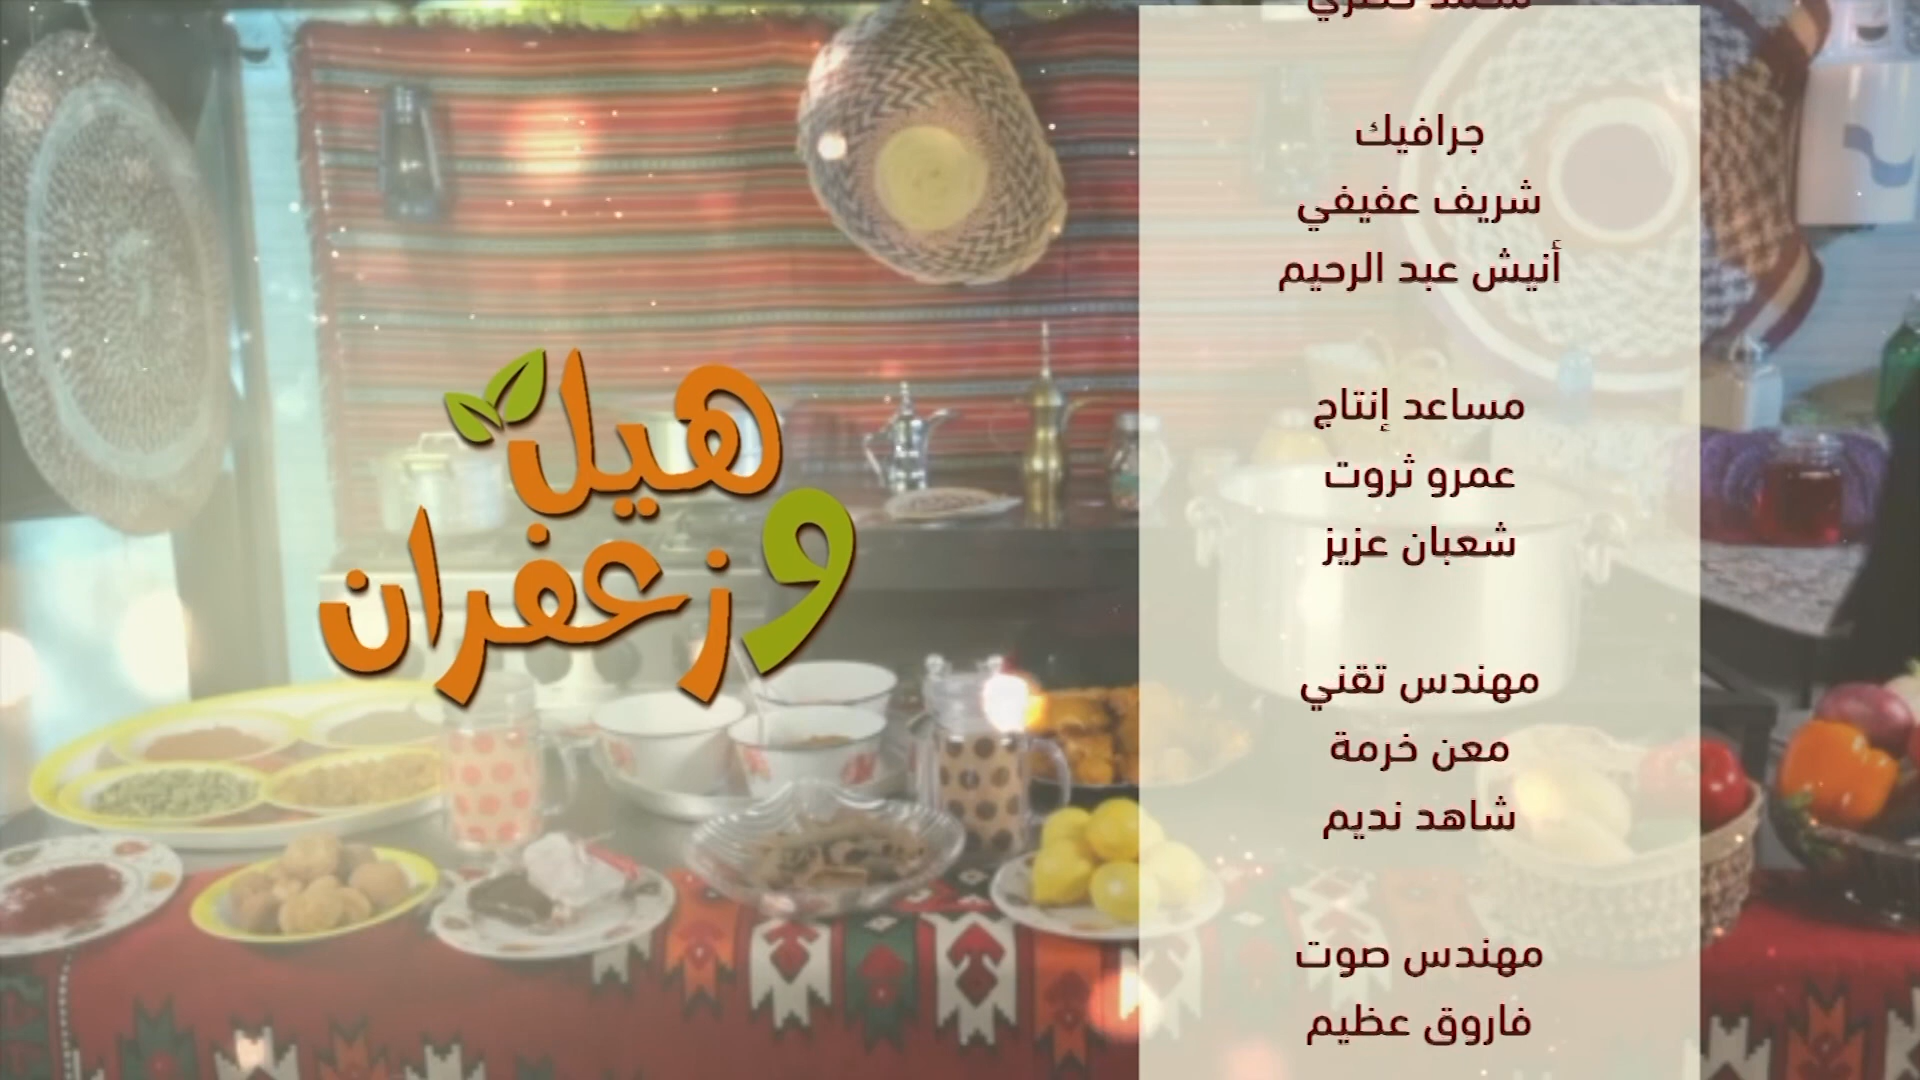 هيل
و
زعفران
جرافيك
شريف عفيفي
أنيش عبد الرحيم
مساعد إنتاج
عمرو ثروت
شعبان عزيز
مهندس تقني
معن خرمة
شاهد نديم
مهندس صوت
فاروق عظيم